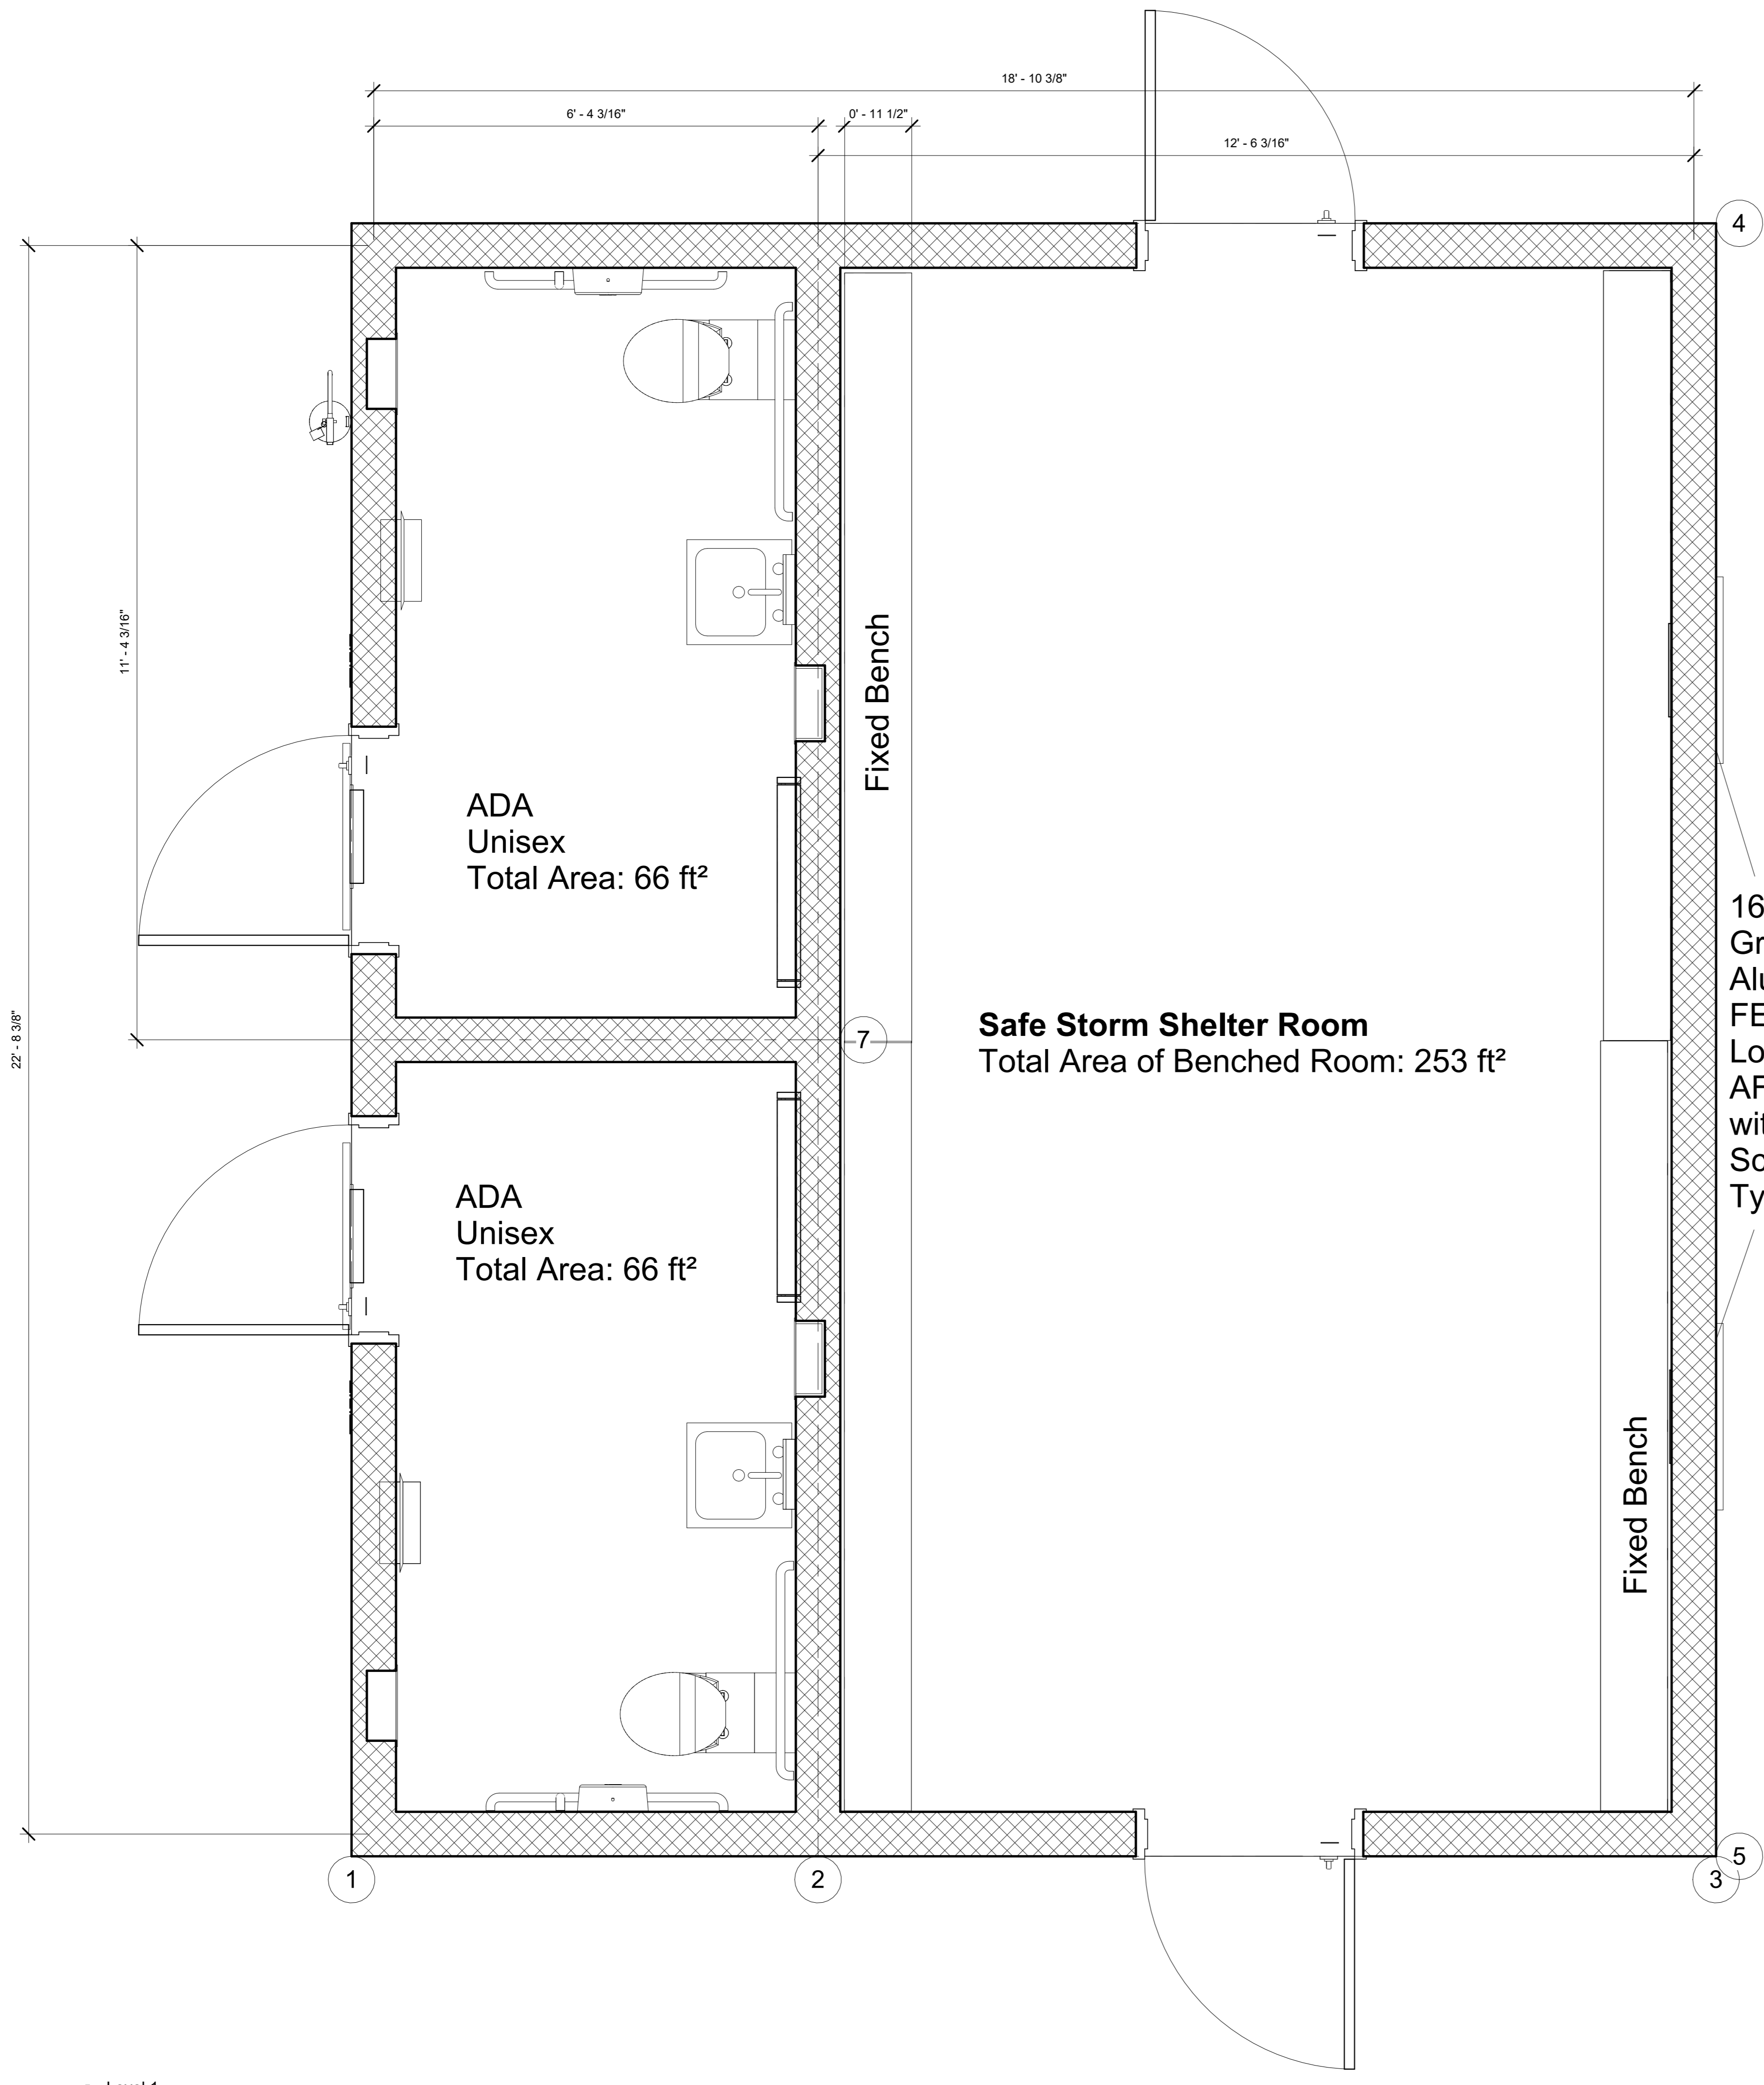 18' - 10 3/8"
6' - 4 3/16"
0' - 11 1/2"
12' - 6 3/16"
4
11' - 4 3/16"
22' - 8 3/8"
Fixed Bench
ADA
Unisex
Total Area: 66 ft²
7
Safe Storm Shelter Room
Total Area of Benched Room: 253 ft²
16
Gr
Alu
FE
Lo
wit
Ty
ADA
Unisex
Total Area: 66 ft²
Fixed Bench
1
2
3
5